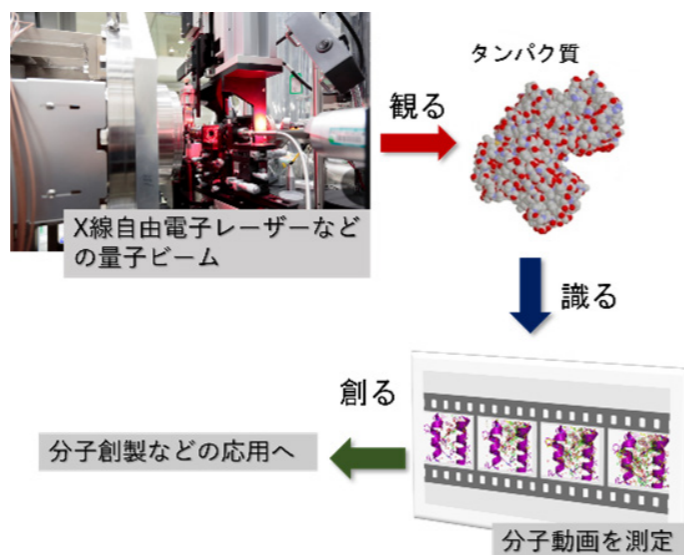 タンパク質
観る
X線自由電子レーザーなど
の量子ビーム
識る
創る
分子創製などの応用へ
分子動画を測定